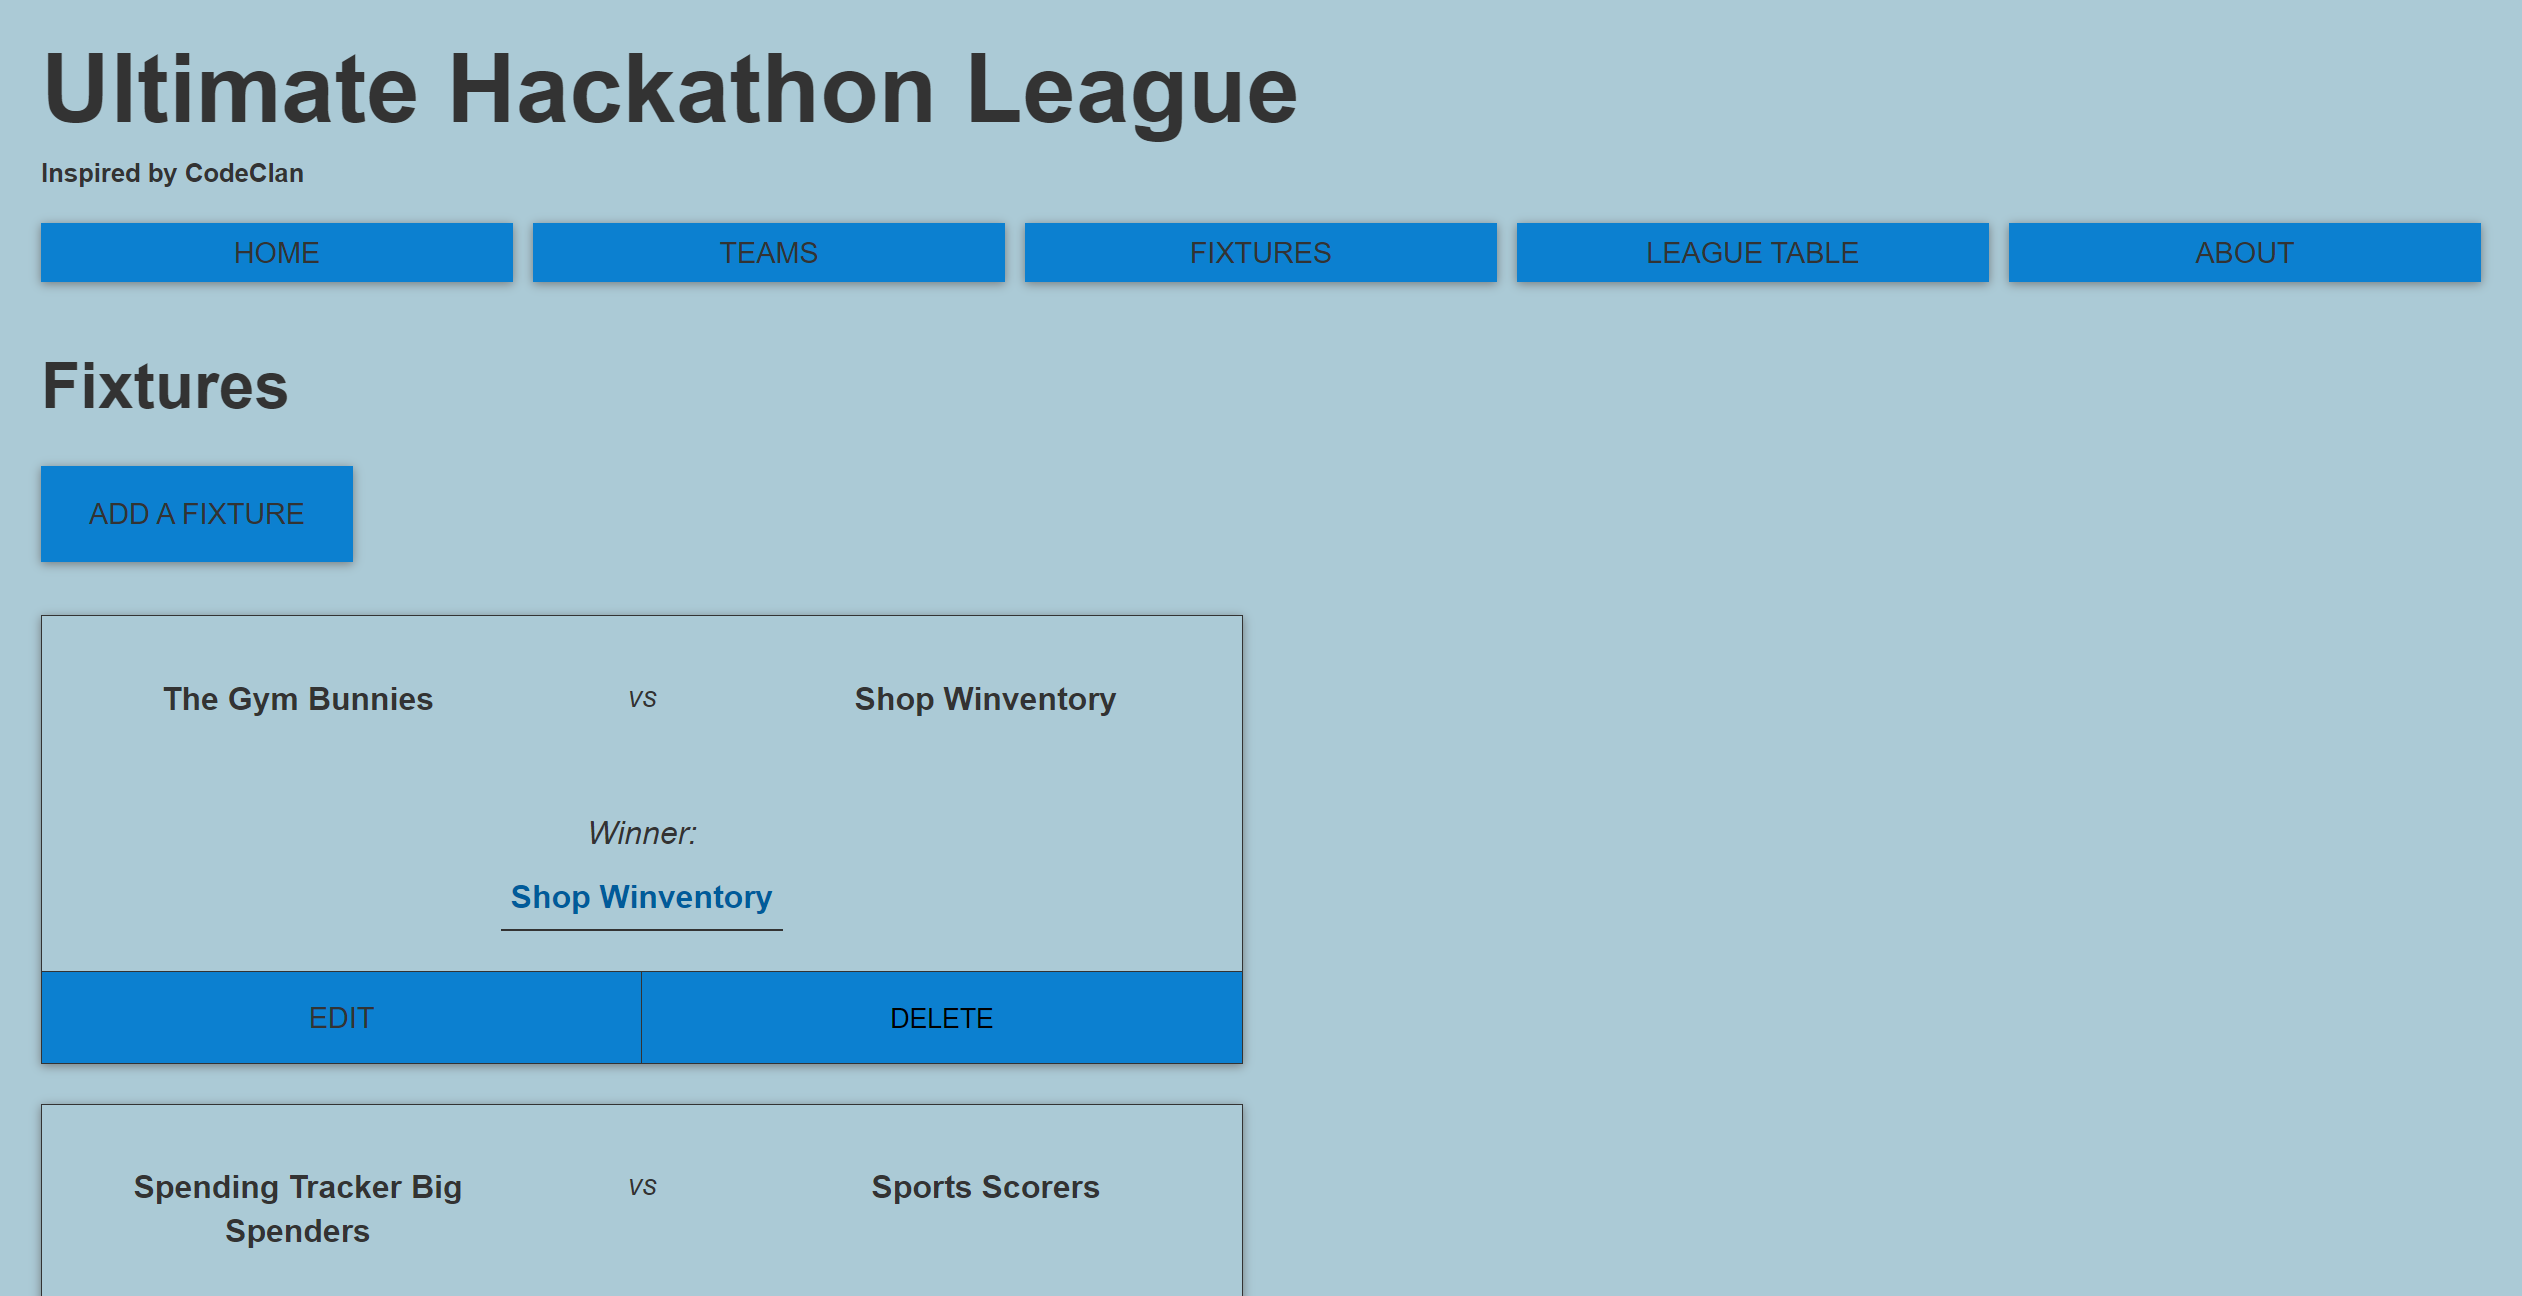 Ultimate Hackathon League
Inspired by CodeClan
HOME TEAMS FIXTURES LEAGUE TABLE ABOUT
Fixtures
ADD A FIXTURE
The Gym Bunnies vs Shop Winventory
Winner:
Shop Winventory
EDIT DELETE
Spending Tracker Big vs Sports Scorers
Spenders